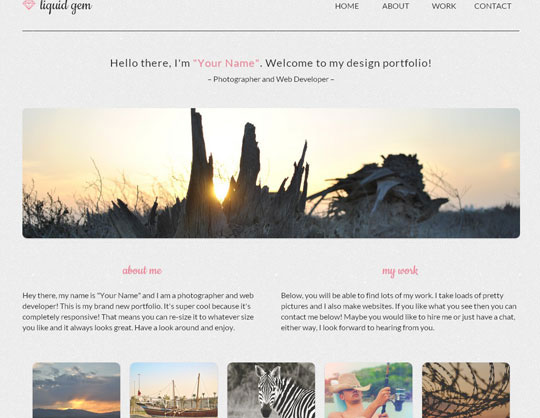 liquid gem
HOME ABOUT WORK CONTACT
Hello there, I'm "Your Name". Welcome to my design portfolio!
– Photographer and Web Developer –
about me
Hey there, my name is "Your Name" and I am a photographer and web
developer! This is my brand new portfolio. It's super cool because it's
completely responsive! That means you can re-size it to whatever size
you like and it always looks great. Have a look around and enjoy.
my work
Below, you will be able to find lots of my work. I take loads of pretty
pictures and I also make websites. If you like what you see then you can
contact me below! Maybe you would like to hire me or just have a chat,
either way, I look forward to hearing from you.